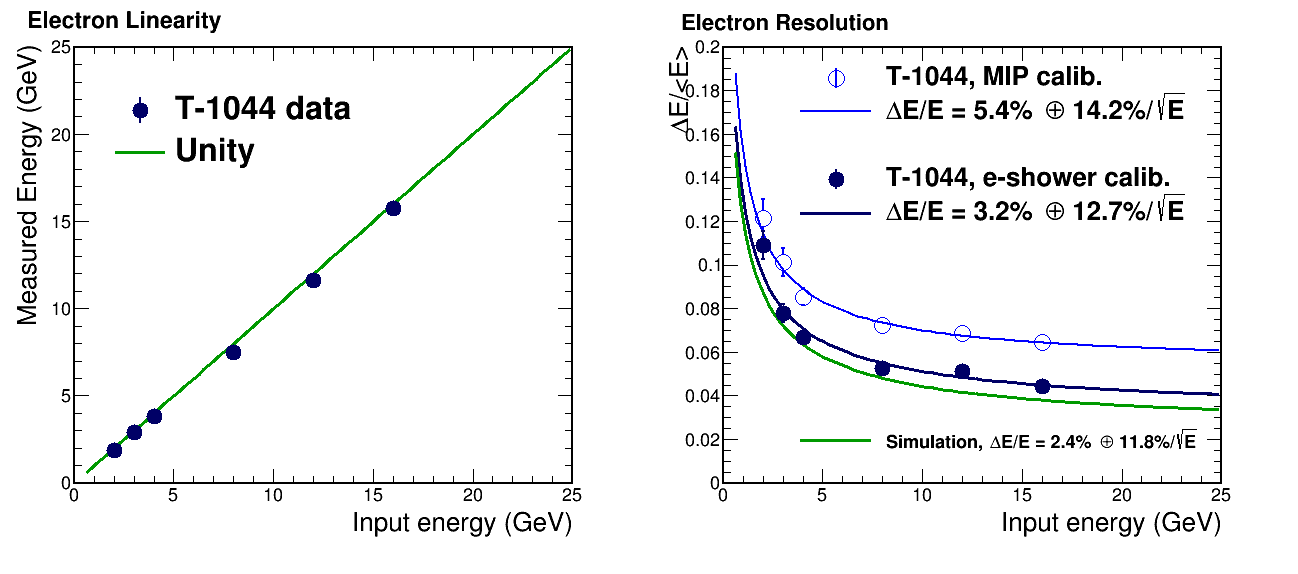 Electron Linearity
Measured Energy (GeV)
25
20
15
10
5
0
T-1044 data
Unity
0 5 10 15 20 25
Input energy (GeV)
Electron Resolution
ΔE/<E>
0.2
0.18
0.16
0.14
0.12
0.1
0.08
0.06
0.04
0.02
0
T-1044, MIP calib.
ΔE/E = 5.4% ⊕ 14.2%/√E
T-1044, e-shower calib.
ΔE/E = 3.2% ⊕ 12.7%/√E
Simulation, ΔE/E = 2.4% ⊕ 11.8%/√E
0 5 10 15 20 25
Input energy (GeV)